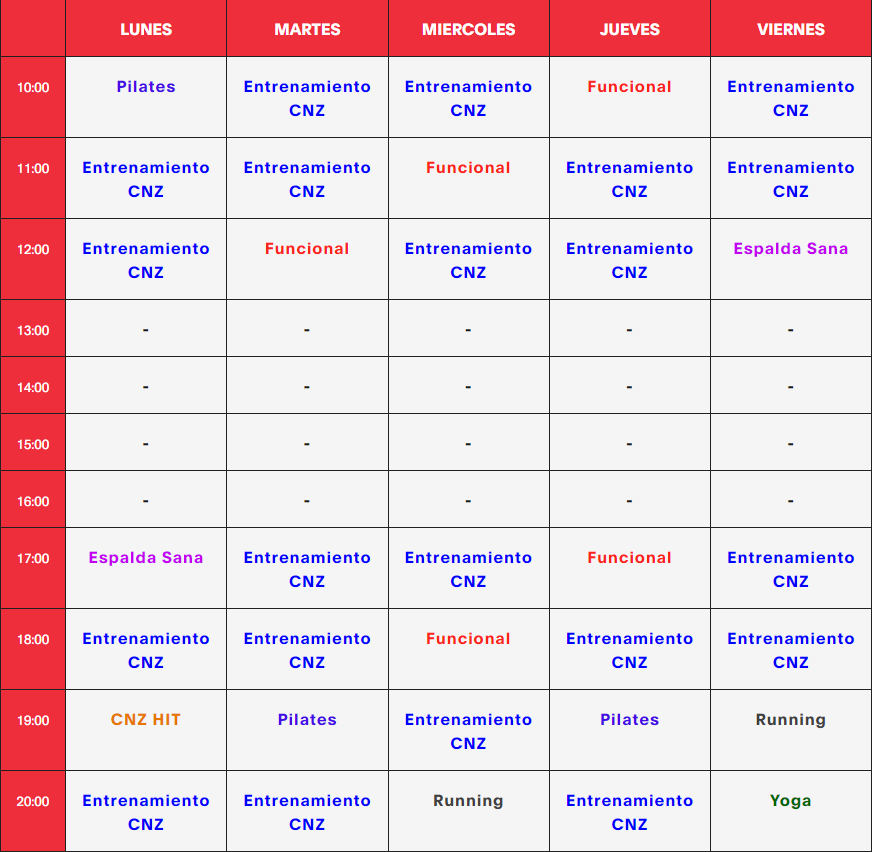 LUNES MARTES MIERCOLES JUEVES VIERNES
10:00 Pilates Entrenamiento Entrenamiento Funcional Entrenamiento
CNZ CNZ CNZ
11:00 Entrenamiento Entrenamiento Funcional Entrenamiento Entrenamiento
CNZ CNZ CNZ CNZ
12:00 Entrenamiento Funcional Entrenamiento Entrenamiento Espalda Sana
CNZ CNZ CNZ
13:00 - - - - -
14:00 - - - - -
15:00 - - - - -
16:00 - - - - -
17:00 Espalda Sana Entrenamiento Entrenamiento Funcional Entrenamiento
CNZ CNZ CNZ
18:00 Entrenamiento Entrenamiento Funcional Entrenamiento Entrenamiento
CNZ CNZ CNZ CNZ
19:00 CNZ HIT Pilates Entrenamiento Pilates Running
CNZ
20:00 Entrenamiento Entrenamiento Running Entrenamiento Yoga
CNZ CNZ CNZ